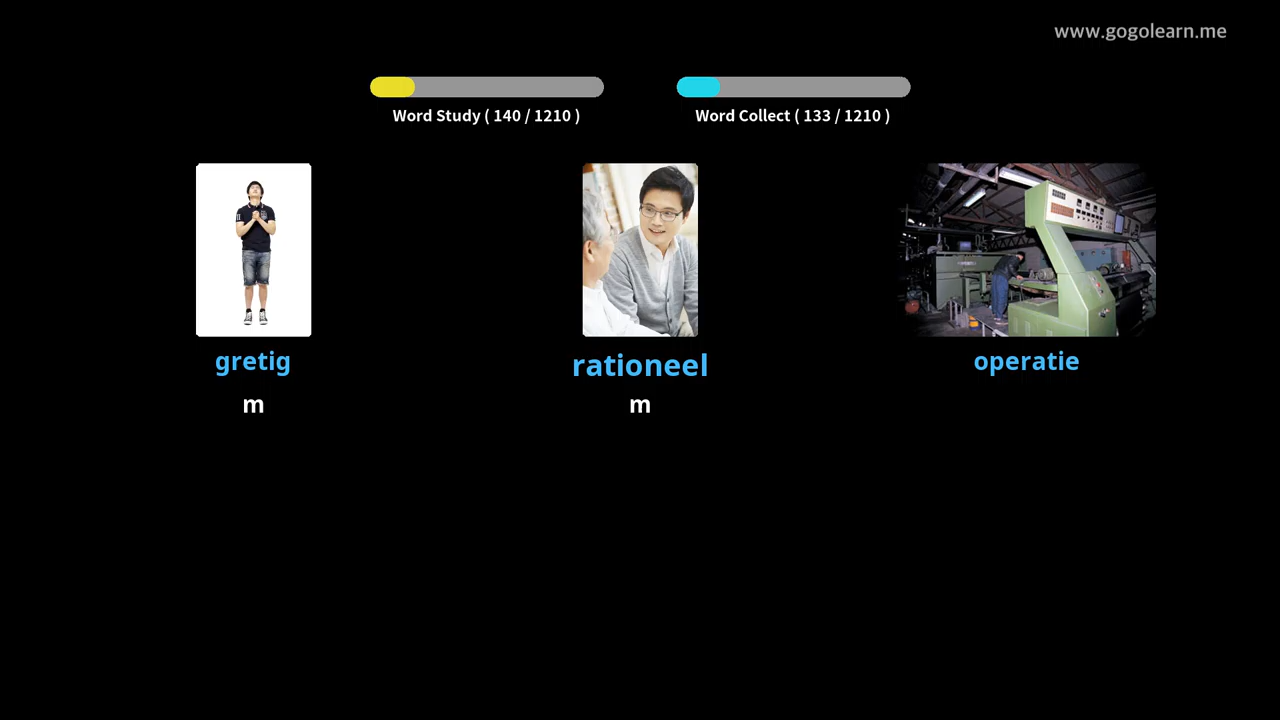 www.gogolearn.me
Word Study ( 140 / 1210 )
Word Collect ( 133 / 1210 )
gretig
rationeel
operatie
m
m